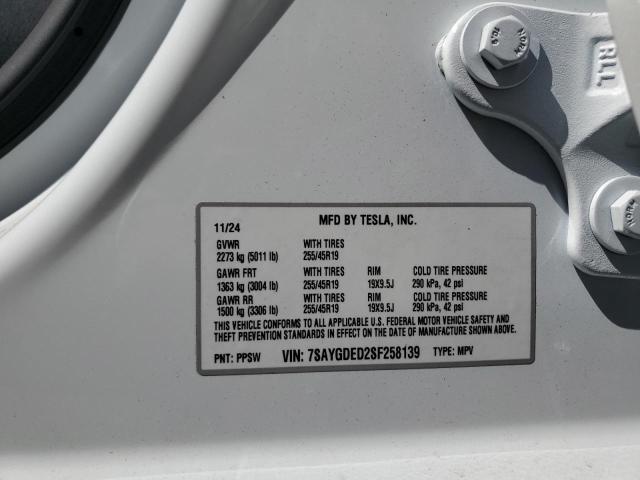 NOR4
10.9
RLL
11/24 MFD BY TESLA, INC.
GVWR WITH TIRES
2273 kg (5011 lb) 255/45R19
GAWR FRT WITH TIRES RIM COLD TIRE PRESSURE
1363 kg (3004 lb) 255/45R19 19X9.5J 290 kPa, 42 psi
GAWR RR WITH TIRES RIM COLD TIRE PRESSURE
1500 kg (3306 lb) 255/45R19 19X9.5J 290 kPa, 42 psi
THIS VEHICLE CONFORMS TO ALL APPLICABLE U.S. FEDERAL MOTOR VEHICLE SAFETY AND
THEFT PREVENTION STANDARDS IN EFFECT ON THE DATE OF MANUFACTURE SHOWN ABOVE.
PNT: PPSW VIN: 7SAYGDED2SF258139 TYPE: MPV